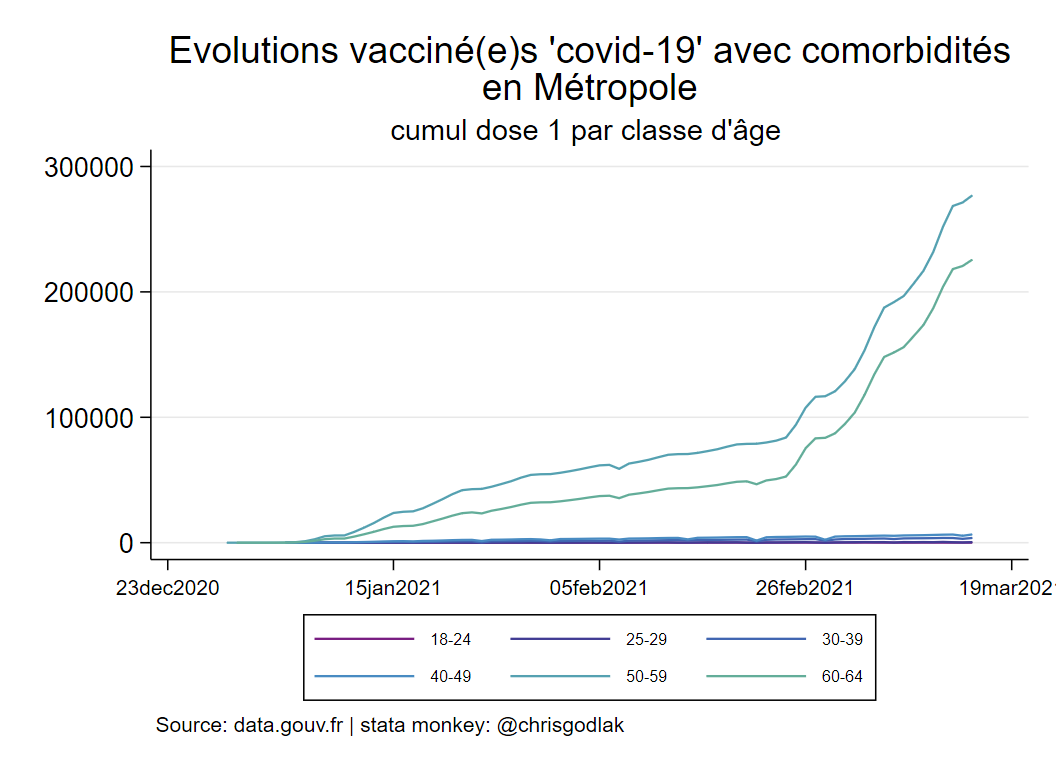 Evolutions vacciné(e)s 'covid-19' avec comorbidités
en Métropole
cumul dose 1 par classe d'âge
300000
200000
100000
0
23dec2020 15jan2021 05feb2021 26feb2021 19mar2021
18-24 25-29 30-39
40-49 50-59 60-64
Source: data.gouv.fr | stata monkey: @chrisgodlak